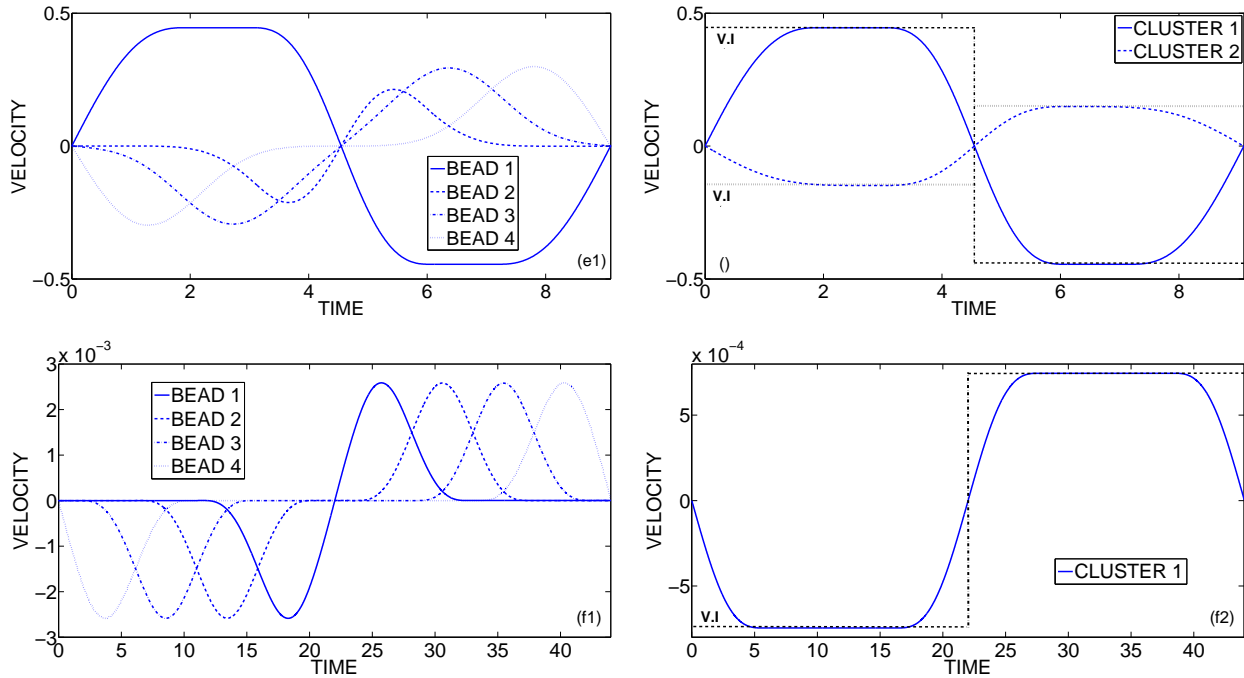 0.5
0
−0.5
VELOCITY
0 2 4 6 8
TIME
BEAD 1
BEAD 2
BEAD 3
BEAD 4
(e1)
0.5
0
−0.5
VELOCITY
0 2 4 6 8
TIME
V.I
V.I
CLUSTER 1
CLUSTER 2
()
x 10⁻³
3
2
1
0
−1
−2
−3
VELOCITY
0 5 10 15 20 25 30 35 40
TIME
BEAD 1
BEAD 2
BEAD 3
BEAD 4
(f1)
x 10⁻⁴
5
0
−5
VELOCITY
0 5 10 15 20 25 30 35 40
TIME
V.I
CLUSTER 1
(f2)